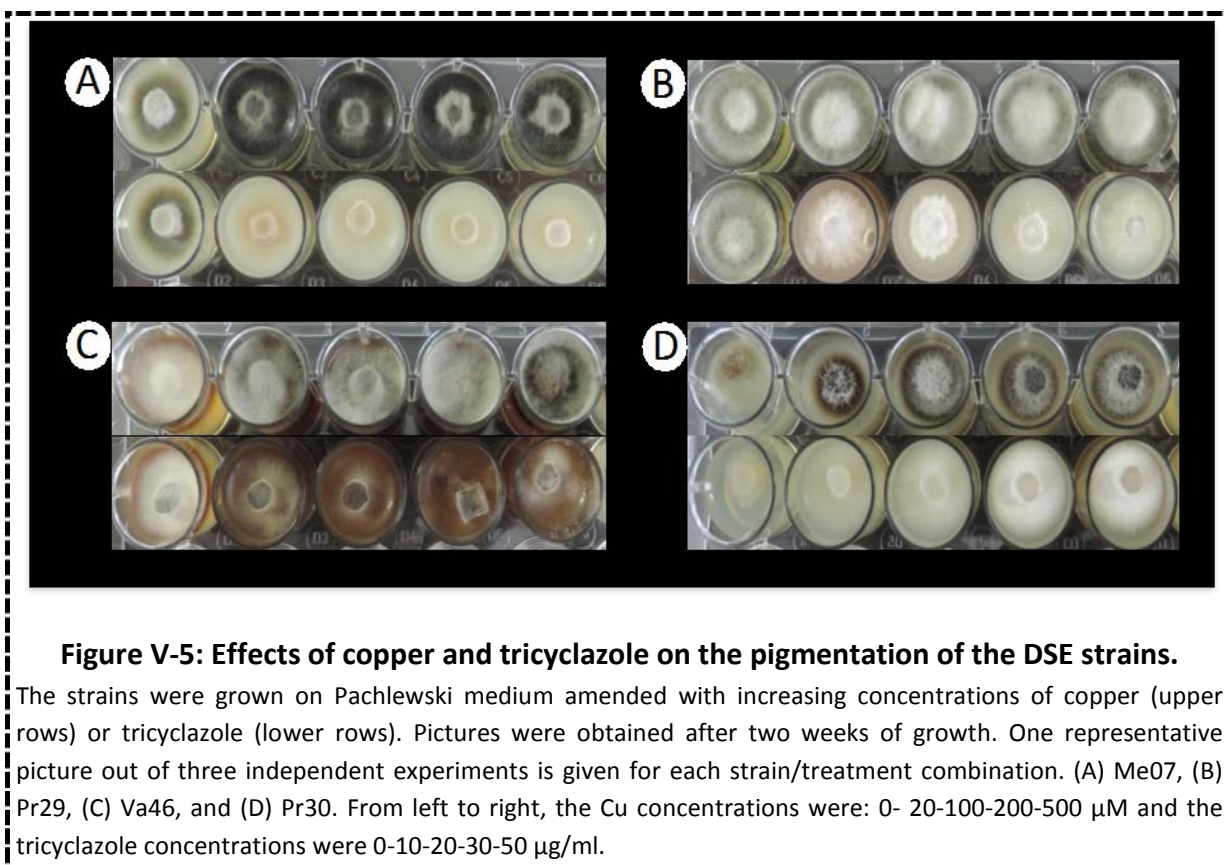 A
B
C
D
Figure V-5: Effects of copper and tricyclazole on the pigmentation of the DSE strains.
The strains were grown on Pachlewski medium amended with increasing concentrations of copper (upper
rows) or tricyclazole (lower rows). Pictures were obtained after two weeks of growth. One representative
picture out of three independent experiments is given for each strain/treatment combination. (A) Me07, (B)
Pr29, (C) Va46, and (D) Pr30. From left to right, the Cu concentrations were: 0- 20-100-200-500 μM and the
tricyclazole concentrations were 0-10-20-30-50 μg/ml.